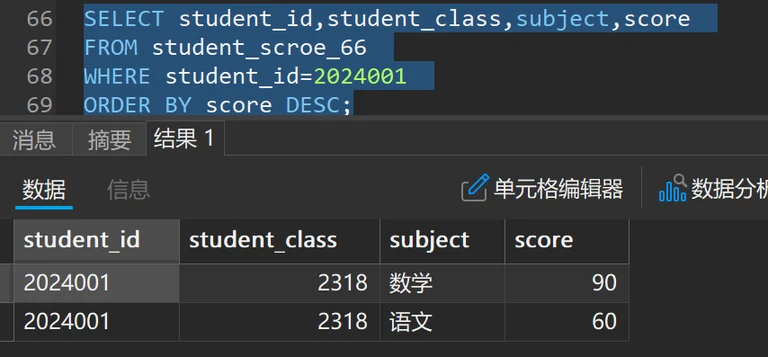 66 SELECT student_id,student_class,subject,score
67 FROM student_scroe_66
68 WHERE student_id=2024001
69 ORDER BY score DESC;
消息 摘要 结果 1
数据 信息 单元格编辑器 数据分析
student_id student_class subject score
2024001 2318 数学 90
2024001 2318 语文 60